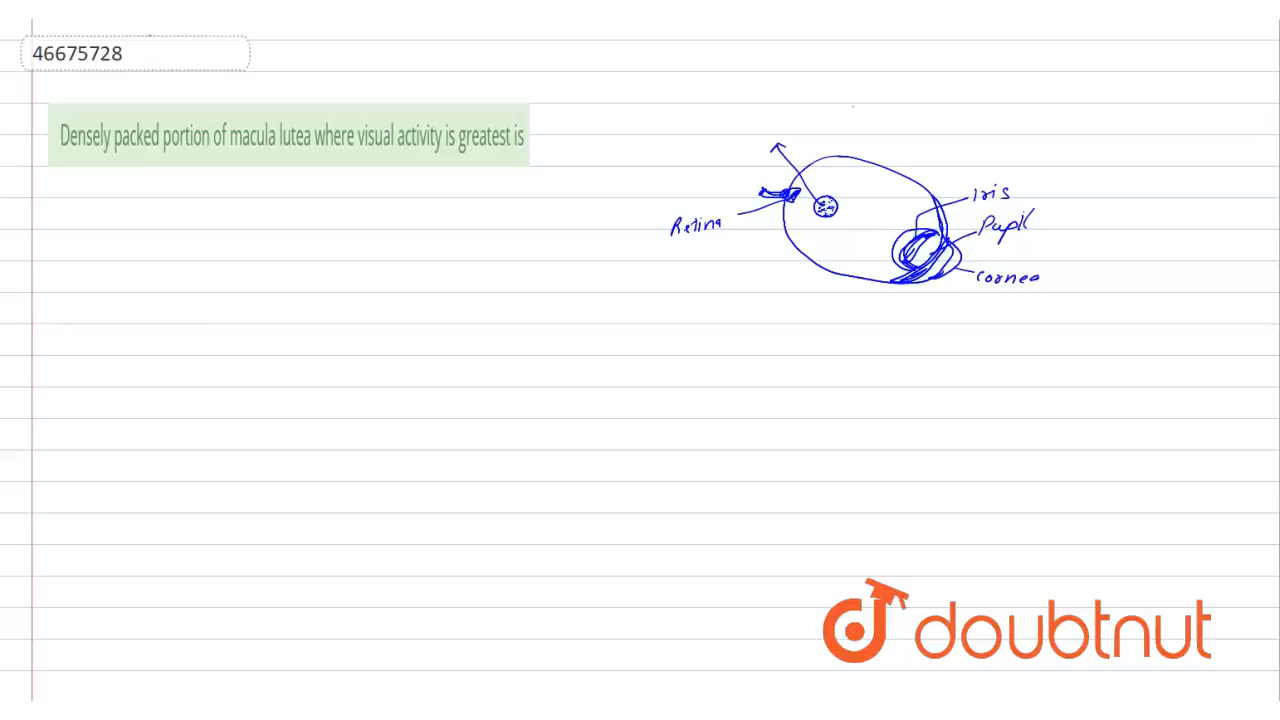 46675728
Densely packed portion of macula lutea where visual activity is greatest is
Iris
Retina
Pupil
Cornea
doubtnut